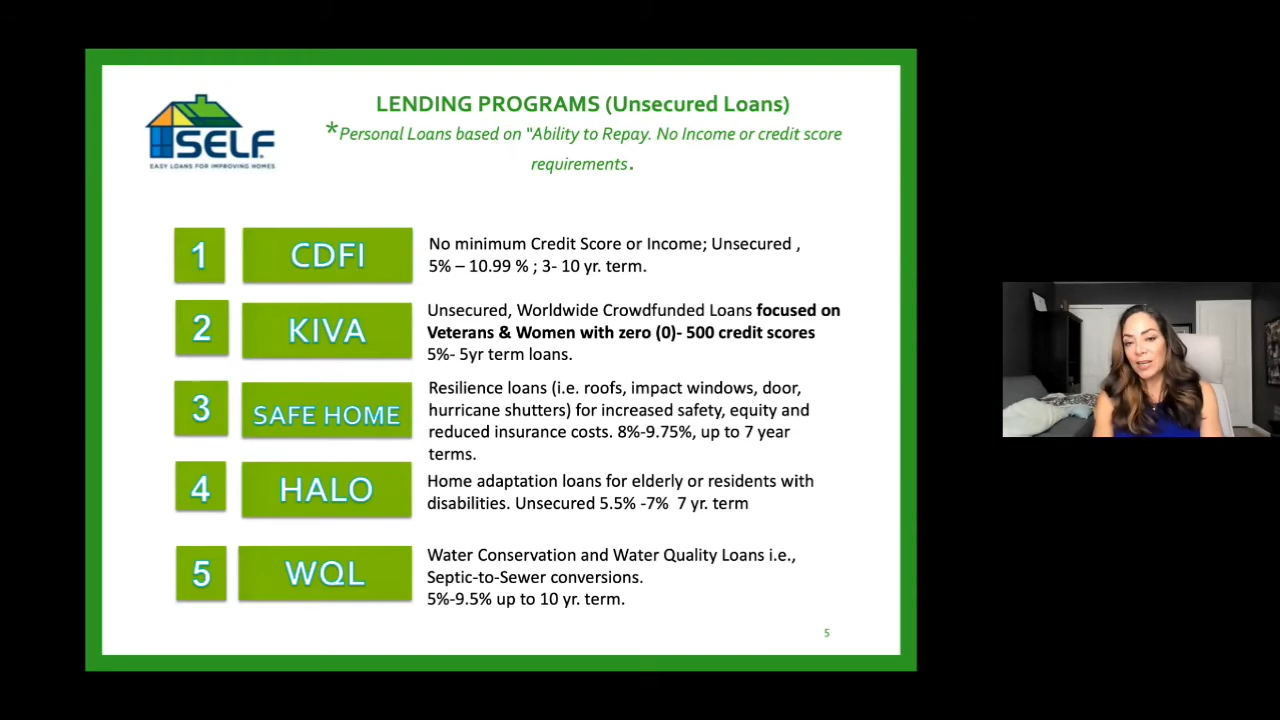 SELF
EASY LOANS FOR IMPROVING HOMES
LENDING PROGRAMS (Unsecured Loans)
*Personal Loans based on "Ability to Repay. No Income or credit score
requirements.
1
CDFI
No minimum Credit Score or Income; Unsecured ,
5% – 10.99 % ; 3- 10 yr. term.
2
KIVA
Unsecured, Worldwide Crowdfunded Loans focused on
Veterans & Women with zero (0)- 500 credit scores
5%- 5yr term loans.
3
SAFE HOME
Resilience loans (i.e. roofs, impact windows, door,
hurricane shutters) for increased safety, equity and
reduced insurance costs. 8%-9.75%, up to 7 year
terms.
4
HALO
Home adaptation loans for elderly or residents with
disabilities. Unsecured 5.5% -7%  7 yr. term
5
WQL
Water Conservation and Water Quality Loans i.e.,
Septic-to-Sewer conversions.
5%-9.5% up to 10 yr. term.
5